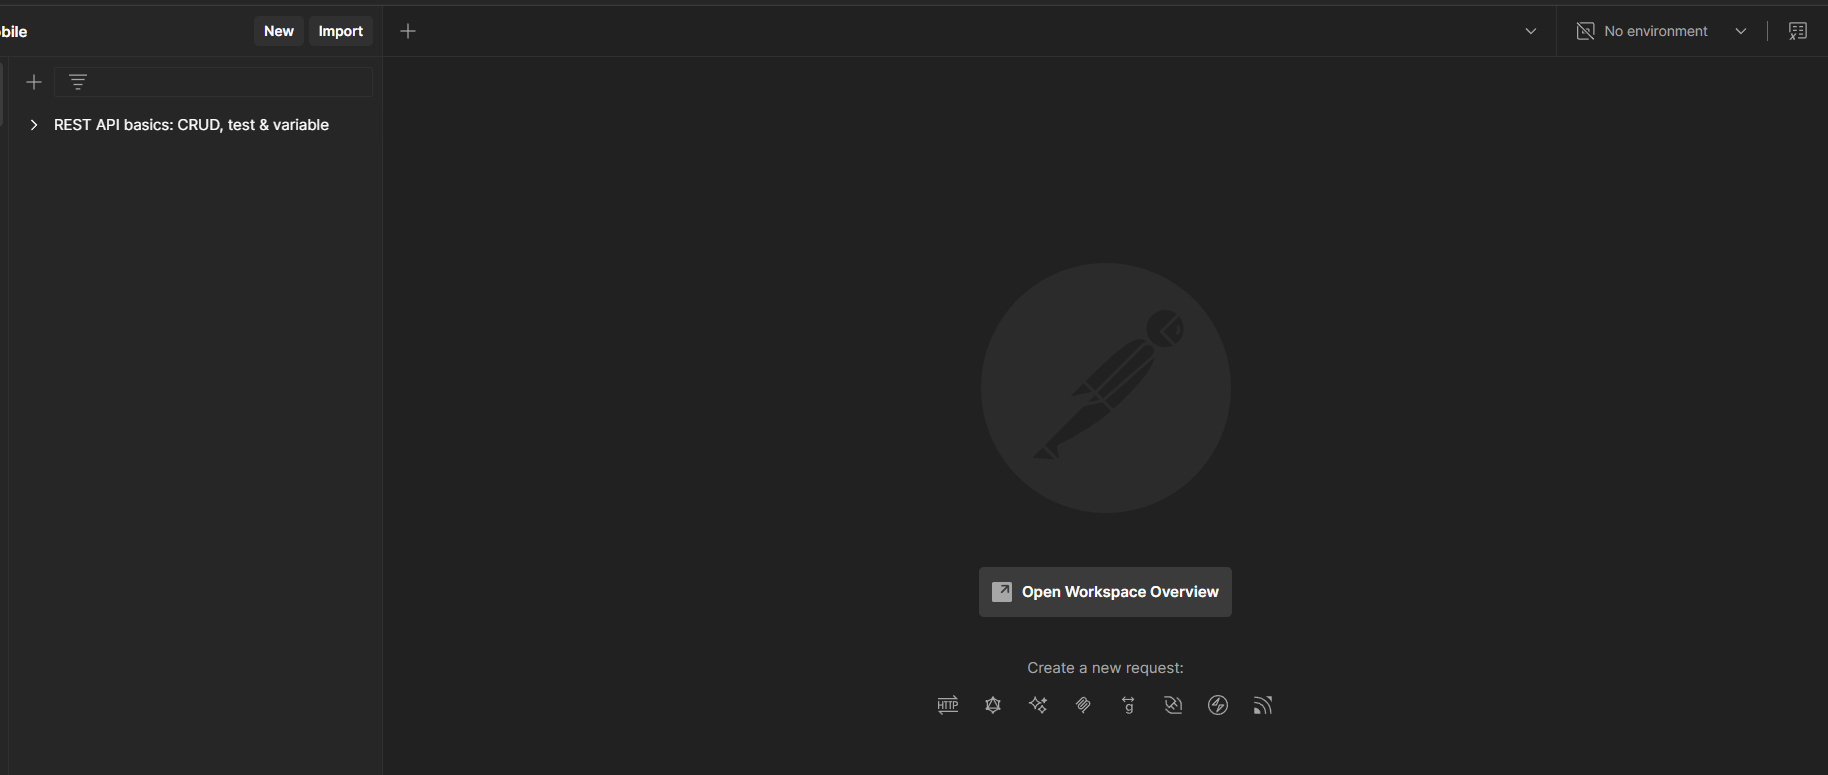 bile
New
Import
No environment
REST API basics: CRUD, test & variable
Open Workspace Overview
Create a new request:
HTTP
g